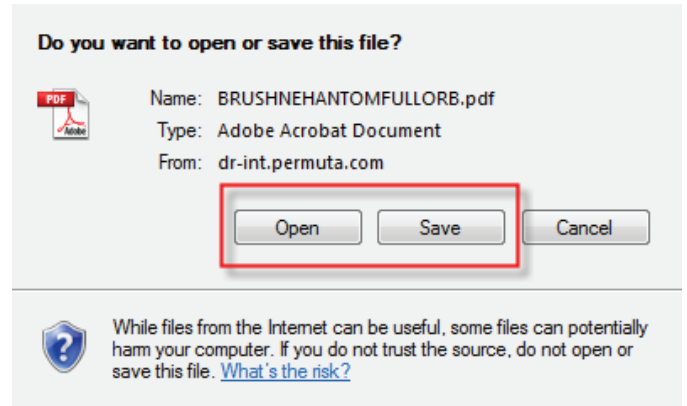 Do you want to open or save this file?
PDF
Adobe
Name: BRUSHNEHANTOMFULLORB.pdf
Type: Adobe Acrobat Document
From: dr-int.permuta.com
Open Save Cancel
?
While files from the Internet can be useful, some files can potentially
harm your computer. If you do not trust the source, do not open or
save this file. What's the risk?